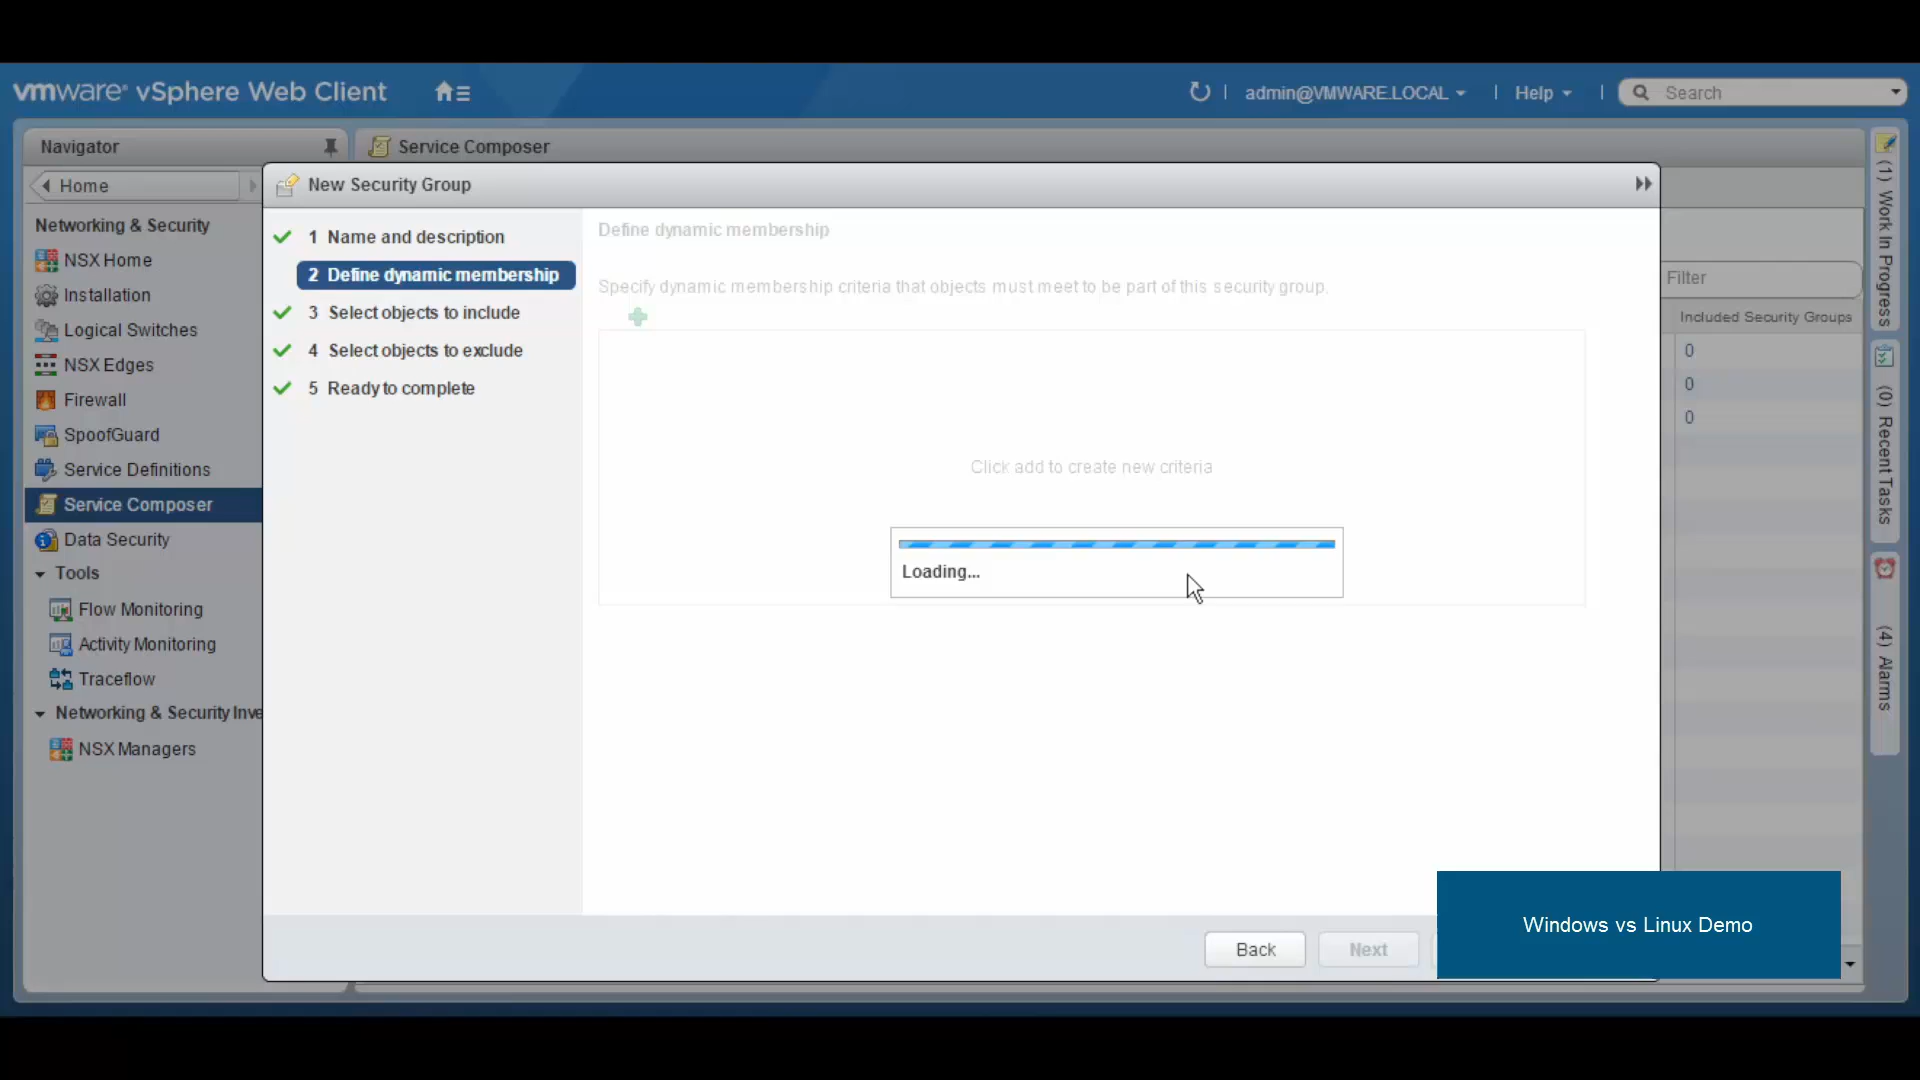 vmware® vSphere Web Client
admin@VMWARE.LOCAL
Help
Search
Navigator
Home
Networking & Security
NSX Home
Installation
Logical Switches
NSX Edges
Firewall
SpoofGuard
Service Definitions
Service Composer
Data Security
Tools
Flow Monitoring
Activity Monitoring
Traceflow
Networking & Security Inve
NSX Managers
Service Composer
New Security Group
1 Name and description
2 Define dynamic membership
3 Select objects to include
4 Select objects to exclude
5 Ready to complete
Define dynamic membership
Specify dynamic membership criteria that objects must meet to be part of this security group.
Click add to create new criteria
Loading...
Back
Next
Filter
Included Security Groups
0
0
0
(1) Work In Progress
(0) Recent Tasks
(4) Alarms
Windows vs Linux Demo